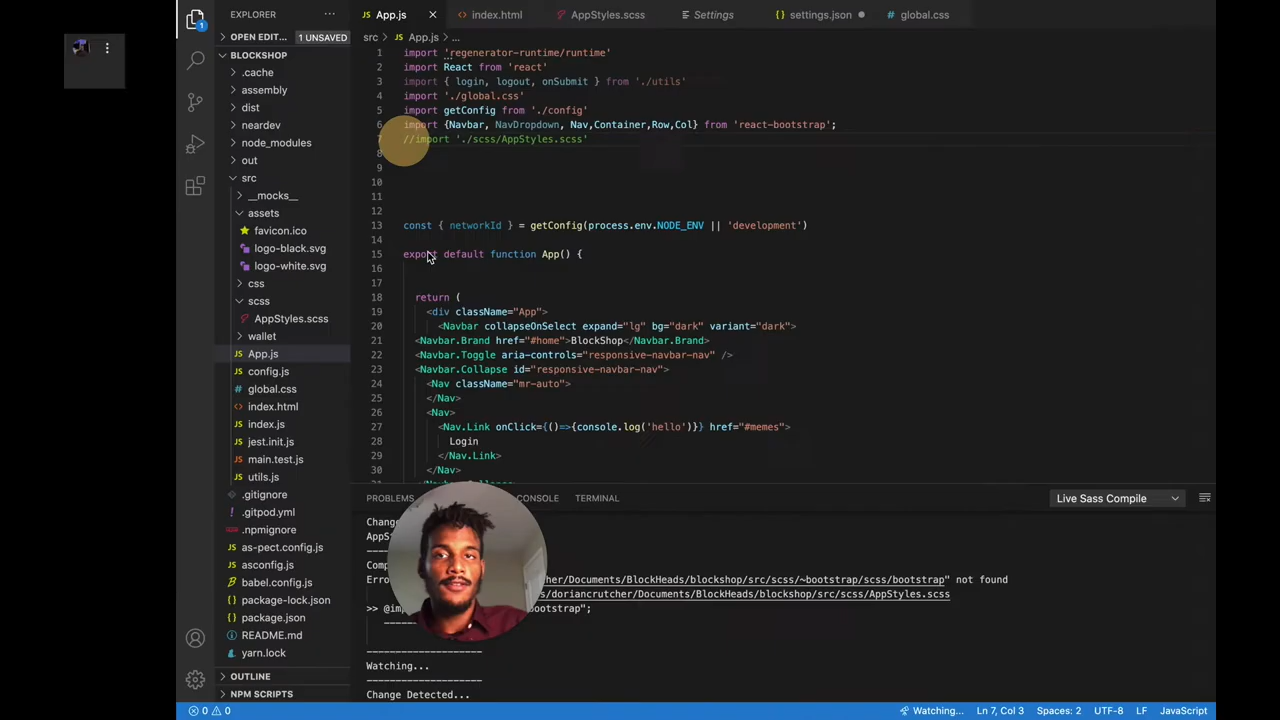 EXPLORER
OPEN EDIT... 1 UNSAVED
BLOCKSHOP
.cache
assembly
dist
neardev
node_modules
out
src
__mocks__
assets
favicon.ico
logo-black.svg
logo-white.svg
css
scss
AppStyles.scss
wallet
App.js
config.js
global.css
index.html
index.js
jest.init.js
main.test.js
utils.js
.gitignore
.gitpod.yml
.npmignore
as-pect.config.js
asconfig.js
babel.config.js
package-lock.json
package.json
README.md
yarn.lock
OUTLINE
NPM SCRIPTS
App.js index.html AppStyles.scss Settings settings.json global.css
src > App.js > ...
1 import 'regenerator-runtime/runtime'
2 import React from 'react'
3 import { login, logout, onSubmit } from './utils'
4 import './global.css'
5 import getConfig from './config'
6 import {Navbar, NavDropdown, Nav,Container,Row,Col} from 'react-bootstrap';
7 //import './scss/AppStyles.scss'
8
9
10
11
12
13 const { networkId } = getConfig(process.env.NODE_ENV || 'development')
14
15 export default function App() {
16
17
18 return (
19 <div className="App">
20 <Navbar collapseOnSelect expand="lg" bg="dark" variant="dark">
21 <Navbar.Brand href="#home">BlockShop</Navbar.Brand>
22 <Navbar.Toggle aria-controls="responsive-navbar-nav" />
23 <Navbar.Collapse id="responsive-navbar-nav">
24 <Nav className="mr-auto">
25 </Nav>
26 <Nav>
27 <Nav.Link onClick={()=>{console.log('hello')}} href="#memes">
28 Login
29 </Nav.Link>
30 </Nav>
PROBLEMS CONSOLE TERMINAL Live Sass Compile
Change
AppSt
----
Comp
Erro cher/Documents/BlockHeads/blockshop/src/scss/~bootstrap/scss/bootstrap" not found
s/doriancrutcher/Documents/BlockHeads/blockshop/src/scss/AppStyles.scss
>> @imp ootstrap";
----
--------------------
Watching...
--------------------
Change Detected...
0 0 Watching... Ln 7, Col 3 Spaces: 2 UTF-8 LF JavaScript